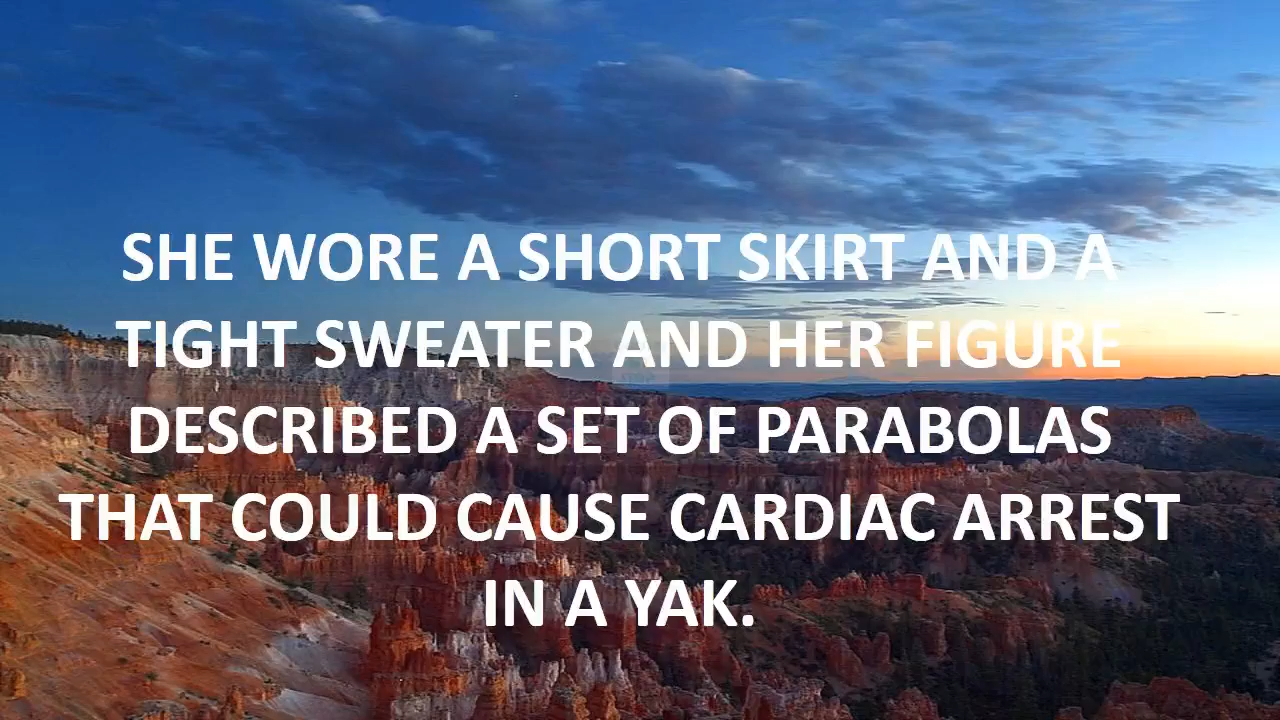 SHE WORE A SHORT SKIRT AND A
TIGHT SWEATER AND HER FIGURE
DESCRIBED A SET OF PARABOLAS
THAT COULD CAUSE CARDIAC ARREST
IN A YAK.